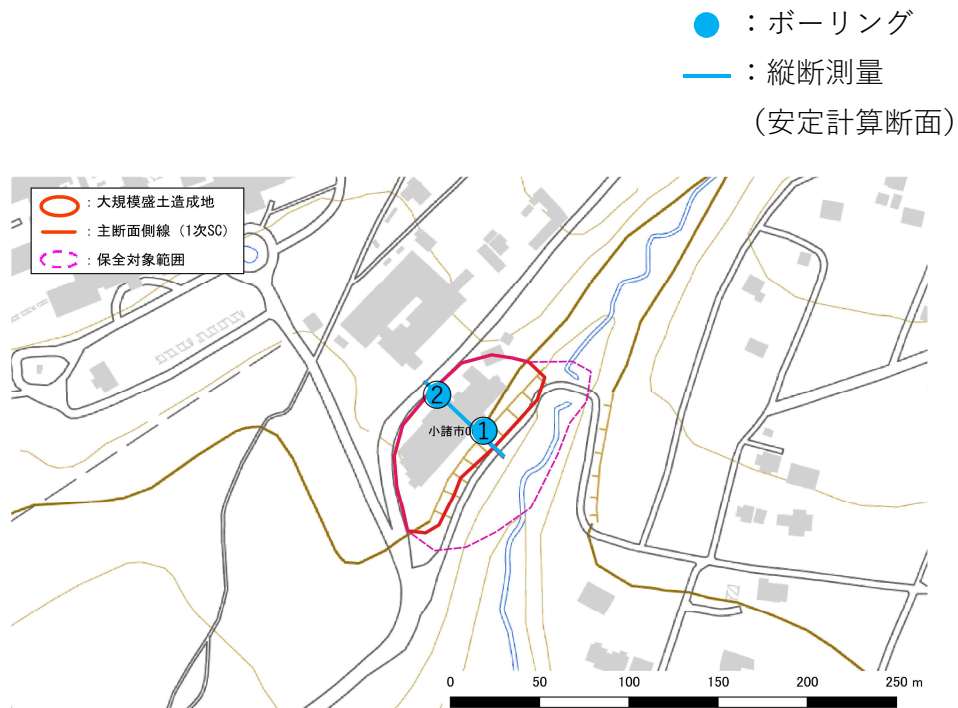 ：ボーリング
：縦断測量
（安定計算断面）
：大規模盛土造成地
：主断面側線（1次SC）
：保全対象範囲
②
小諸市
①
0 50 100 150 200 250 m